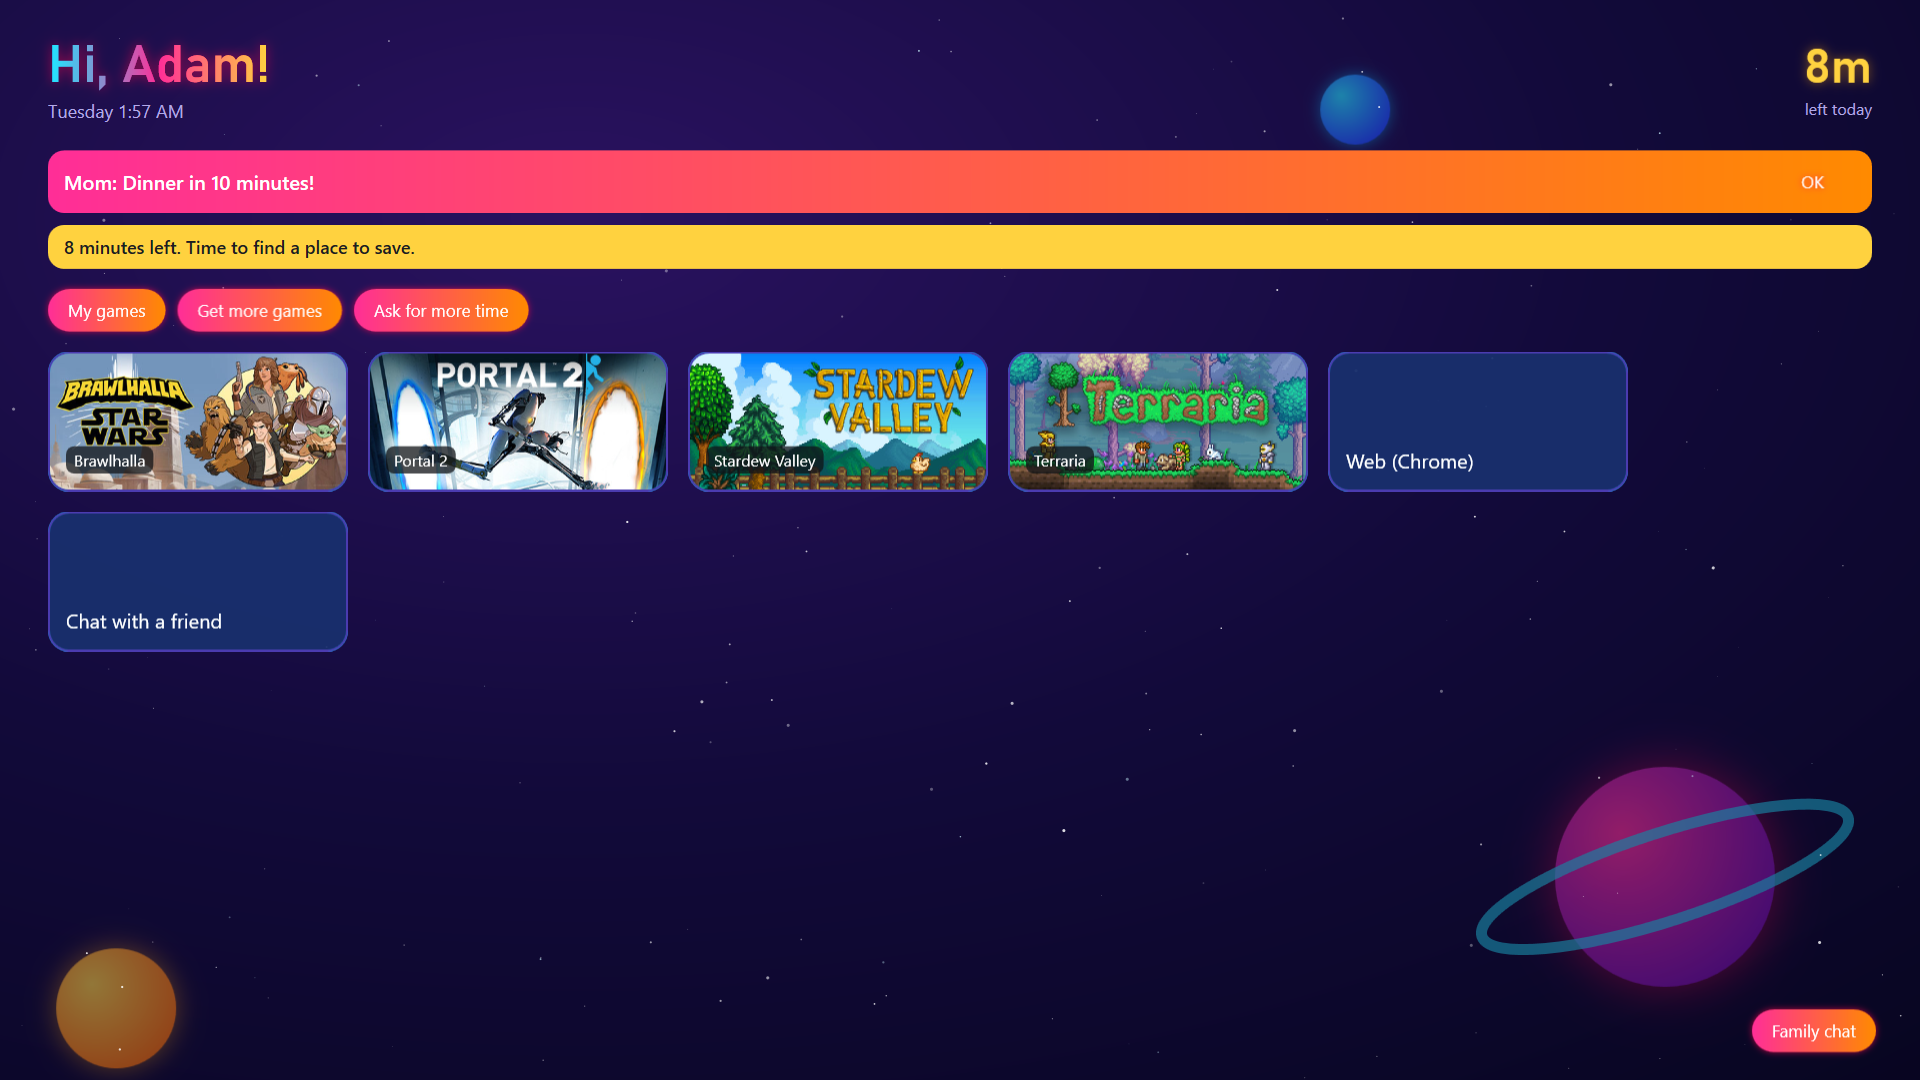 Hi, Adam!
Tuesday 1:57 AM
8m
left today
Mom: Dinner in 10 minutes!
OK
8 minutes left. Time to find a place to save.
My games
Get more games
Ask for more time
BRAWLHALLA
STAR
WARS
Brawlhalla
PORTAL 2
Portal 2
STARDEW
VALLEY
Stardew Valley
Terraria
Terraria
Web (Chrome)
Chat with a friend
Family chat